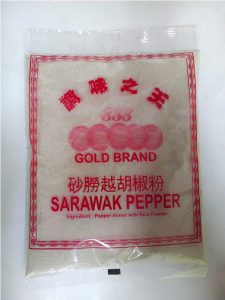 調味之王
555
GOLD BRAND
砂朥越胡椒粉
SARAWAK PEPPER
Ingredient : Pepper mixed with Rice Powder